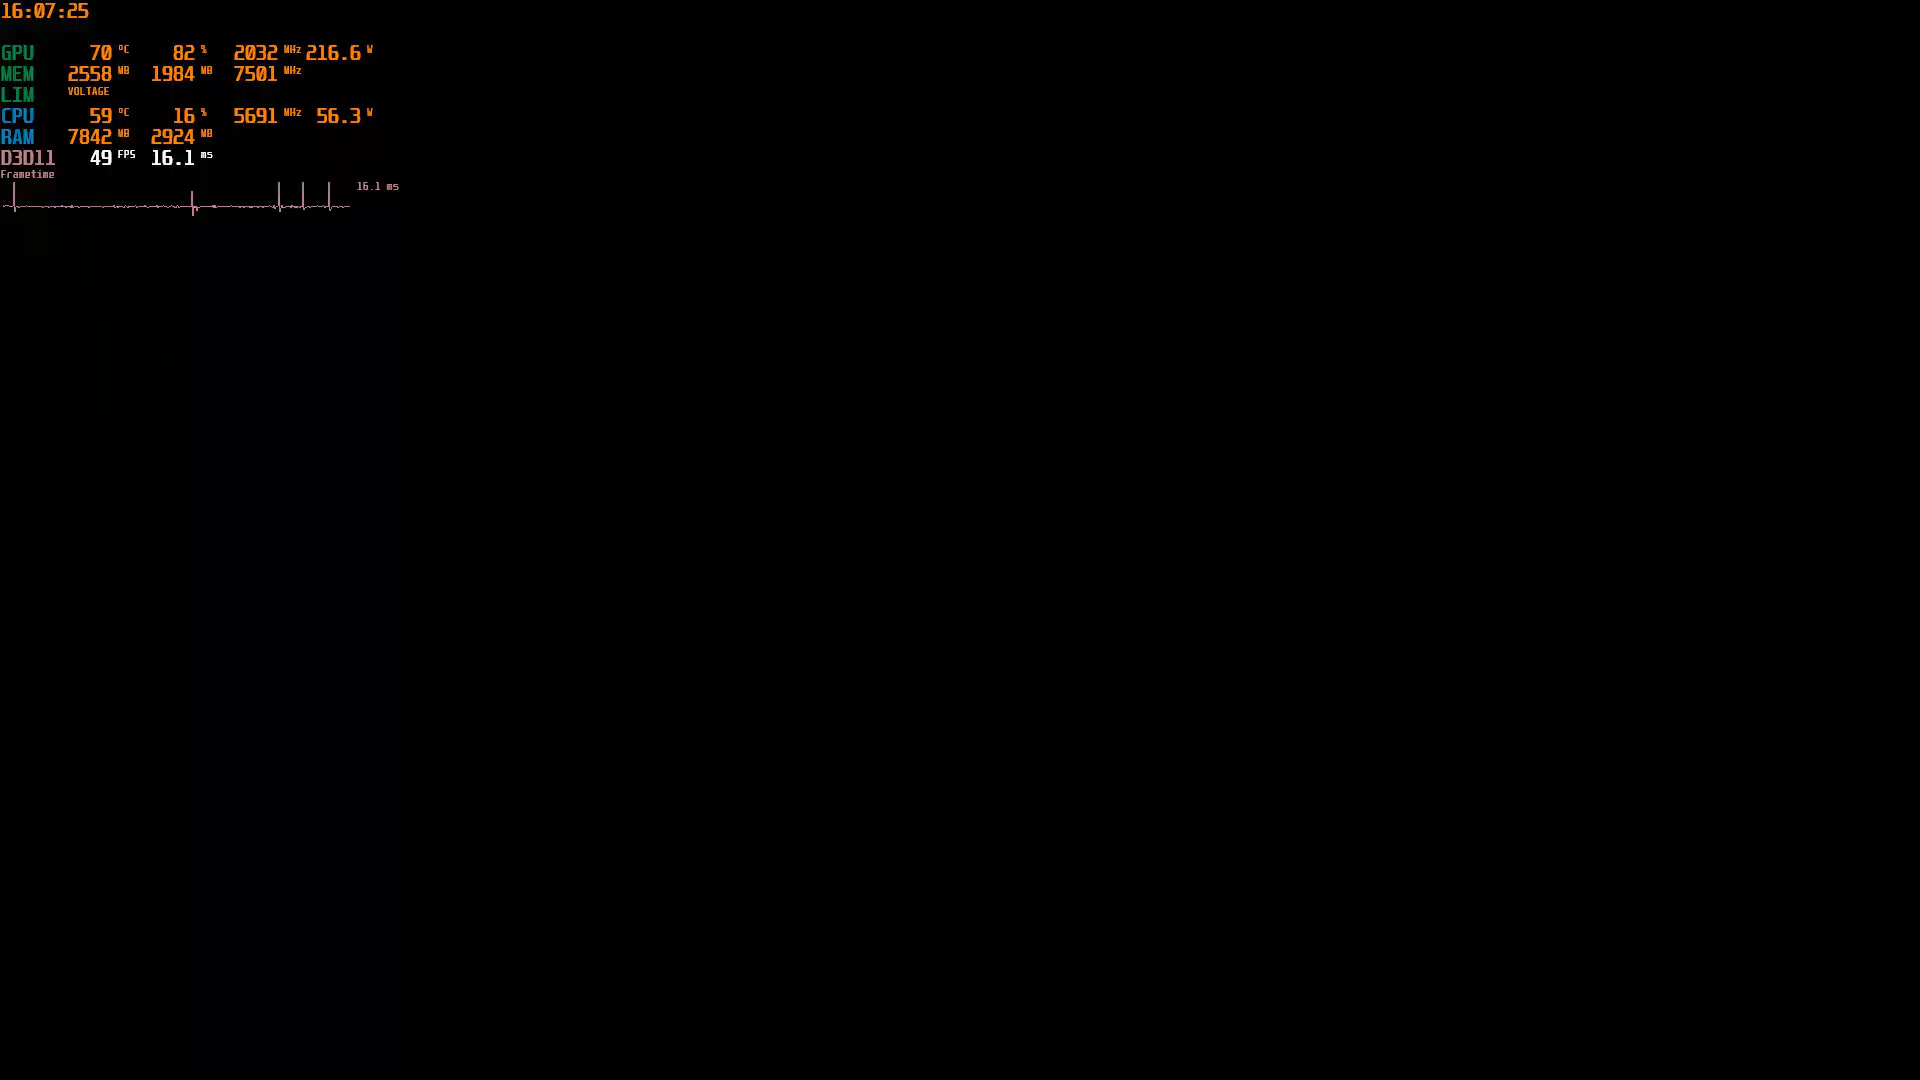 16:07:25
GPU 70 °C 82 % 2032 MHz 216.6 W
MEM 2558 MB 1984 MB 7501 MHz
LIM VOLTAGE
CPU 59 °C 16 % 5691 MHz 56.3 W
RAM 7842 MB 2924 MB
D3D11 49 FPS 16.1 ms
Frametime
16.1 ms